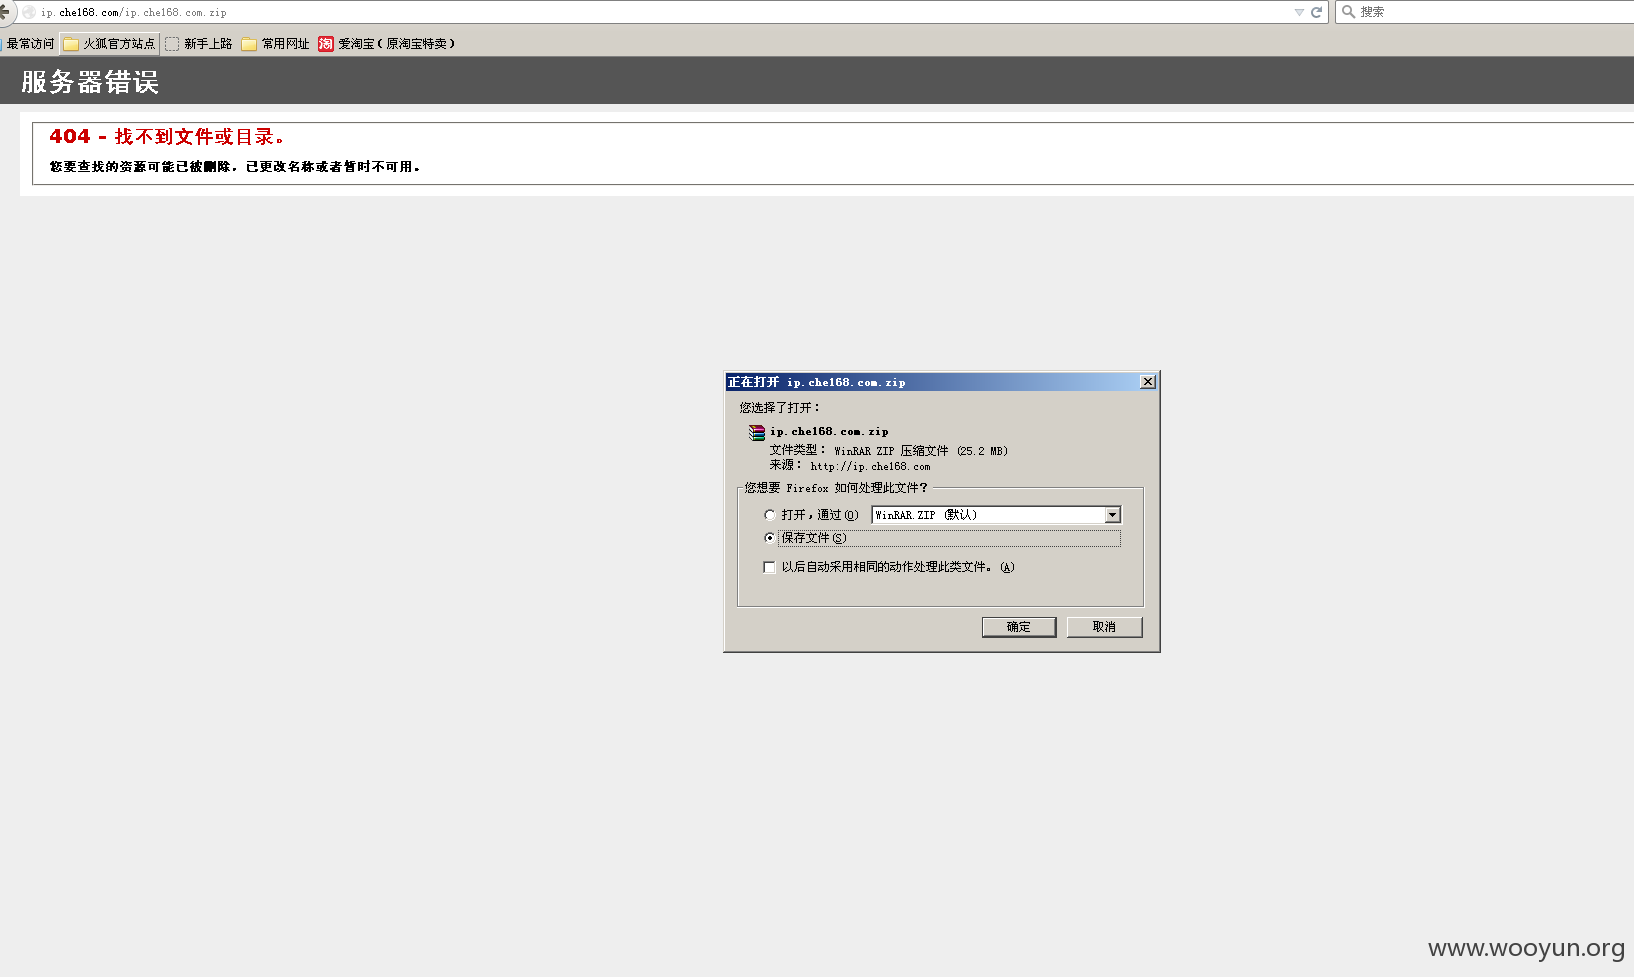 ip.che168.com/ip.che168.com.zip
搜索
最常访问 火狐官方站点 新手上路 常用网址 淘 爱淘宝（原淘宝特卖）
服务器错误
404 - 找不到文件或目录。
您要查找的资源可能已被删除，已更改名称或者暂时不可用。
正在打开 ip.che168.com.zip
您选择了打开：
ip.che168.com.zip
文件类型： WinRAR ZIP 压缩文件 (25.2 MB)
来源： http://ip.che168.com
您想要 Firefox 如何处理此文件？
打开，通过(O) WinRAR.ZIP (默认)
保存文件(S)
以后自动采用相同的动作处理此类文件。(A)
确定 取消
www.wooyun.org